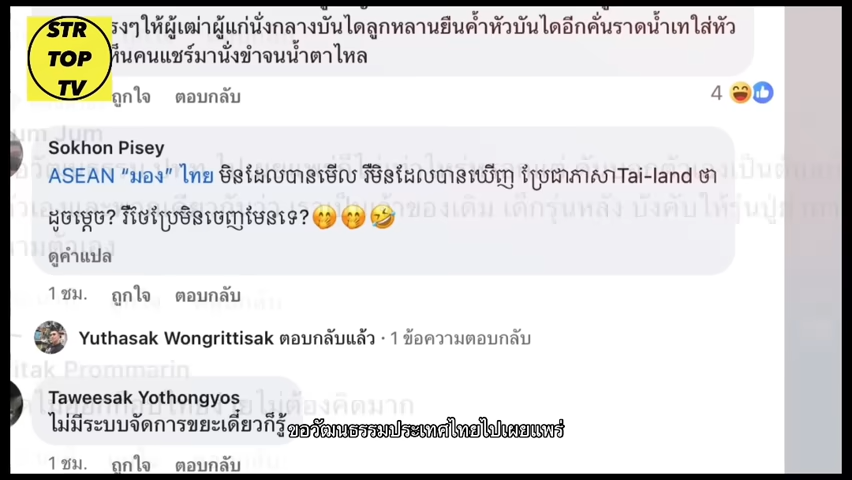 STR
TOP
TV
รงๆให้ผู้เฒ่าผู้แก่นั่งกลางบันไดลูกหลานยืนค้ำหัวบันไดอีกคั่นราดน้ำเทใส่หัว
ห็นคนแชร์มานั่งขำจนน้ำตาไหล
ถูกใจ ตอบกลับ
4
Sokhon Pisey
ASEAN “มอง” ไทย មិនដែលបានមើល រឺមិនដែលបានឃើញ ប្រែជាភាសាTai-land ថា
ដូចម្ដេច? រឺថៃប្រែមិនចេញមែនទេ?🤭🤭🤣
ดูคำแปล
1 ชม. ถูกใจ ตอบกลับ
Yuthasak Wongrittisak ตอบกลับแล้ว · 1 ข้อความตอบกลับ
itak Prommarin
Taweesak Yothongyos
ไม่มีระบบจัดการขยะเดี๋ยวก็รู้
ขอวัฒนธรรมประเทศไทยไปเผยแพร่
1 ชม. ถูกใจ ตอบกลับ